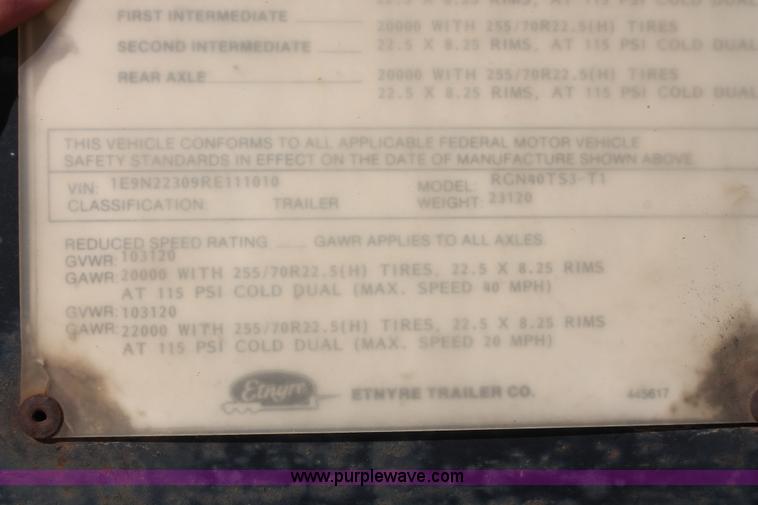 FIRST INTERMEDIATE 20000 WITH 255/70R22.5(H) TIRES
SECOND INTERMEDIATE 22.5 X 8.25 RIMS, AT 115 PSI COLD DUAL
REAR AXLE 20000 WITH 255/70R22.5(H) TIRES
22.5 X 8.25 RIMS, AT 115 PSI COLD DUAL
THIS VEHICLE CONFORMS TO ALL APPLICABLE FEDERAL MOTOR VEHICLE
SAFETY STANDARDS IN EFFECT ON THE DATE OF MANUFACTURE SHOWN ABOVE
VIN: 1E9N22309RE111010 MODEL: RGN40TS3-T1
CLASSIFICATION: TRAILER WEIGHT: 23120
REDUCED SPEED RATING GAWR APPLIES TO ALL AXLES.
GVWR: 103120
GAWR: 20000 WITH 255/70R22.5(H) TIRES, 22.5 X 8.25 RIMS
AT 115 PSI COLD DUAL (MAX. SPEED 40 MPH)
GVWR: 103120
GAWR: 22000 WITH 255/70R22.5(H) TIRES, 22.5 X 8.25 RIMS
AT 115 PSI COLD DUAL (MAX. SPEED 20 MPH)
Etnyre ETNYRE TRAILER CO. 445617
www.purplewave.com